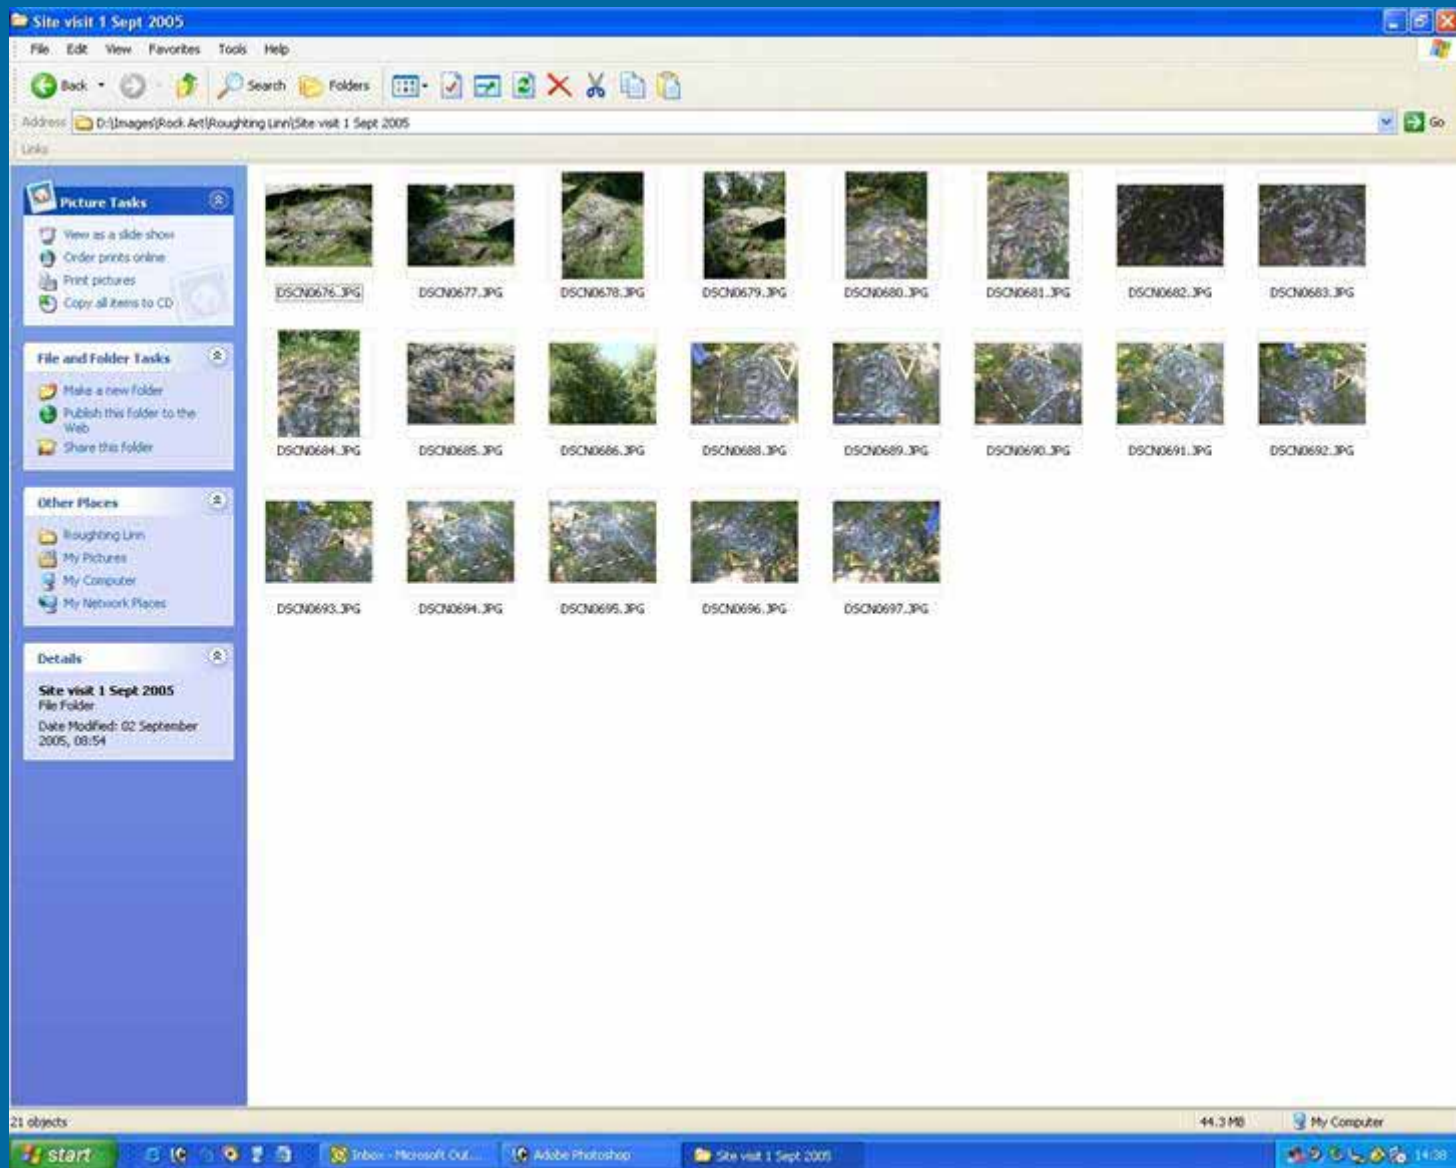 Site visit 1 Sept 2005
File Edit View Favorites Tools Help
Back Search Folders
Address D:\Images\Rock Art\Roughting Linn\Site visit 1 Sept 2005 Go
Links
Picture Tasks
View as a slide show
Order prints online
Print pictures
Copy all items to CD
File and Folder Tasks
Make a new folder
Publish this folder to the
Web
Share this folder
Other Places
Roughting Linn
My Pictures
My Computer
My Network Places
Details
Site visit 1 Sept 2005
File Folder
Date Modified: 02 September
2005, 08:54
DSCN0676.JPG DSCN0677.JPG DSCN0678.JPG DSCN0679.JPG DSCN0680.JPG DSCN0681.JPG DSCN0682.JPG DSCN0683.JPG
DSCN0684.JPG DSCN0685.JPG DSCN0686.JPG DSCN0688.JPG DSCN0689.JPG DSCN0690.JPG DSCN0691.JPG DSCN0692.JPG
DSCN0693.JPG DSCN0694.JPG DSCN0695.JPG DSCN0696.JPG DSCN0697.JPG
21 objects 44.3 MB My Computer
start Inbox - Microsoft Out... Adobe Photoshop Site visit 1 Sept 2005 14:38